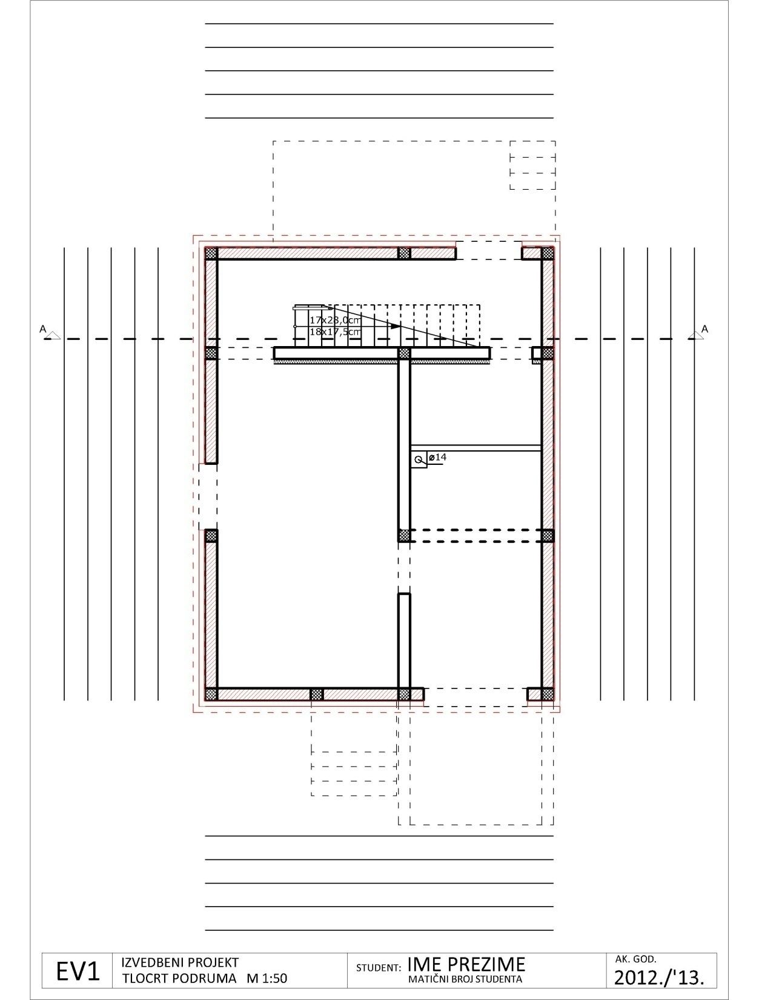 A
A
17x28,0cm
18x17,5cm
ø14
EV1
IZVEDBENI PROJEKT
TLOCRT PODRUMA M 1:50
STUDENT: IME PREZIME
MATIČNI BROJ STUDENTA
AK. GOD.
2012./'13.